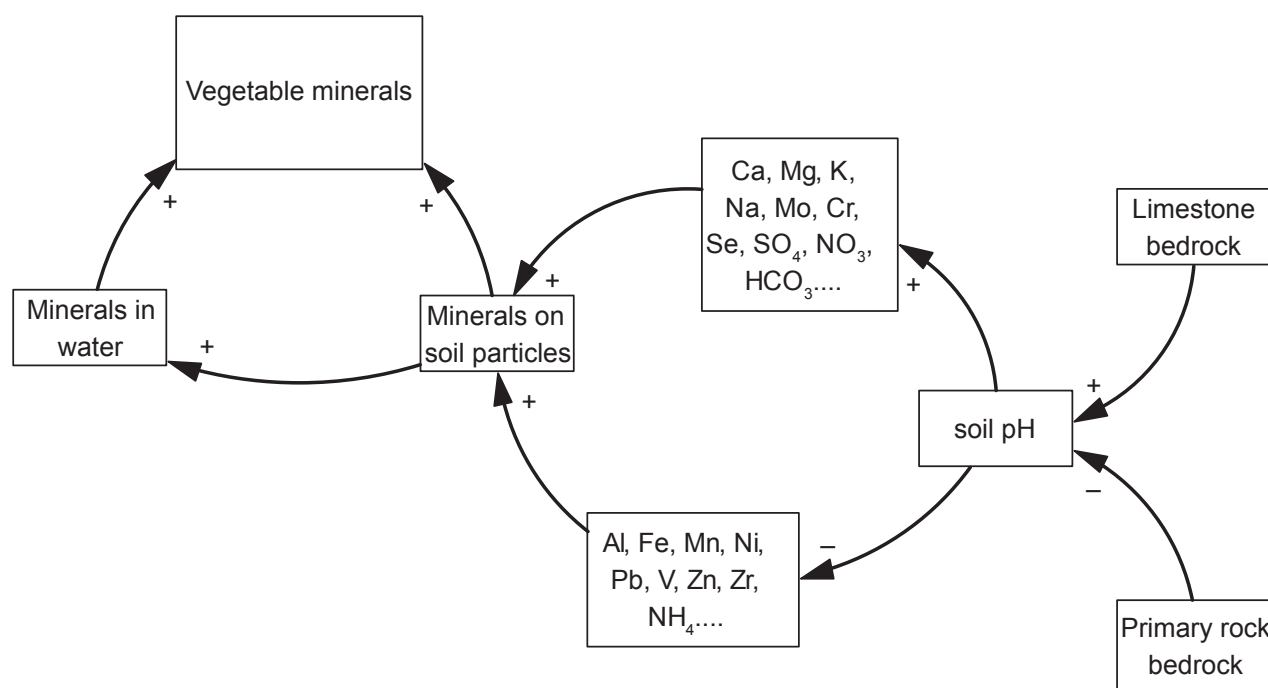 Vegetable minerals
Ca, Mg, K,
Na, Mo, Cr,
Se, SO₄, NO₃,
HCO₃....
Limestone
bedrock
+
+
Minerals in
water
Minerals on
soil particles
+
+
+
+
+
soil pH
Al, Fe, Mn, Ni,
Pb, V, Zn, Zr,
NH₄....
–
–
Primary rock
bedrock